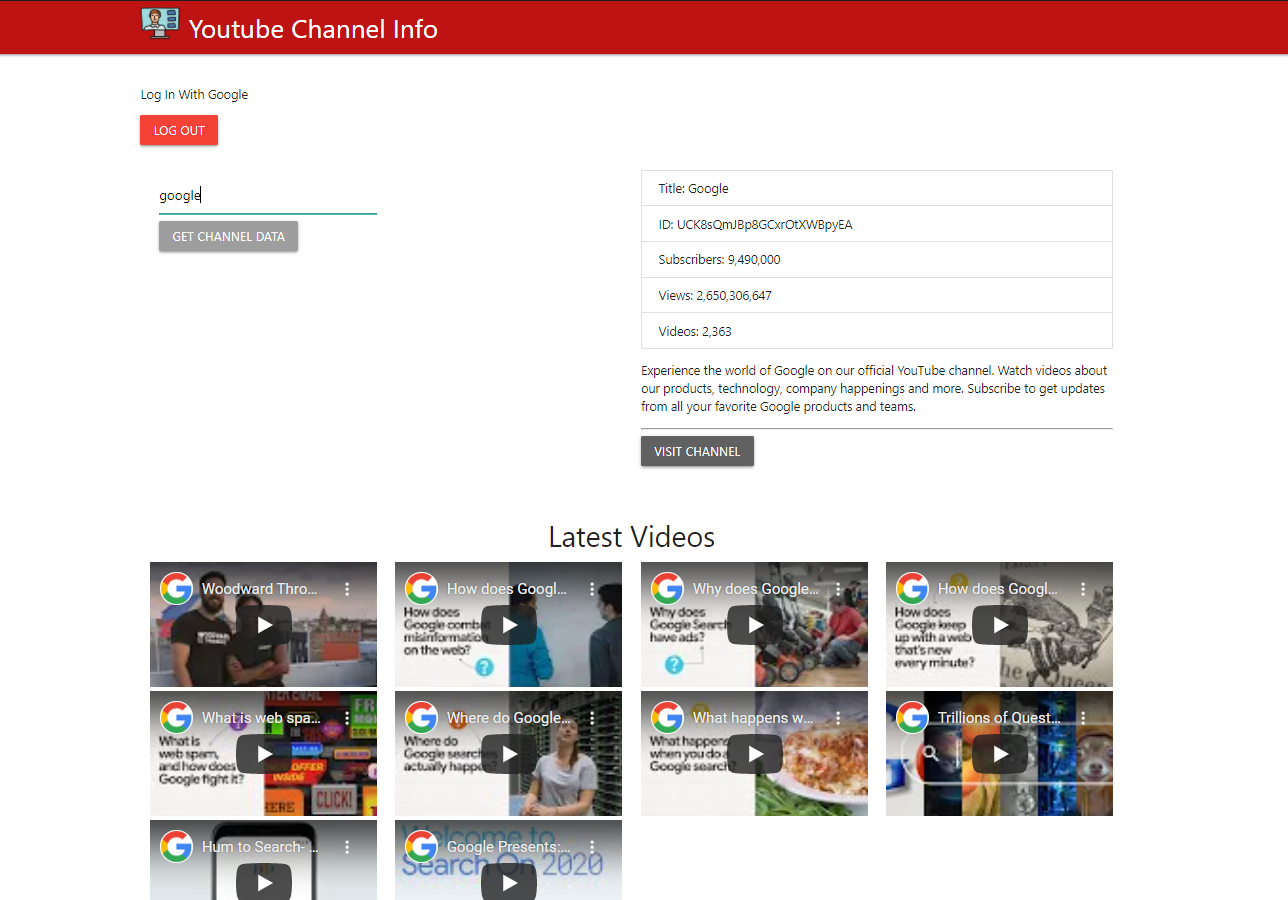 Youtube Channel Info
Log In With Google
LOG OUT
google
GET CHANNEL DATA
Title: Google
ID: UCK8sQmJBp8GCxrOtXWBpyEA
Subscribers: 9,490,000
Views: 2,650,306,647
Videos: 2,363
Experience the world of Google on our official YouTube channel. Watch videos about
our products, technology, company happenings and more. Subscribe to get updates
from all your favorite Google products and teams.
VISIT CHANNEL
Latest Videos
Woodward Thro...
How does Googl...
How does
Google combat
misinformation
on the web?
Why does Google...
Why does
Google Search
have ads?
How does Googl...
How does
Google keep
up with a web
that's new
every minute?
the Queen
What is web spa...
What is
web spam,
and how does
Google fight it?
OFFER
INSIDE
CLICK!
HERE
Where do Google...
Where do
Google searches
actually happen?
What happens w...
What happens
when you do a
Google search?
Trillions of Quest...
Hum to Search- ...
Google Presents:...
Welcome to
Search On 2020